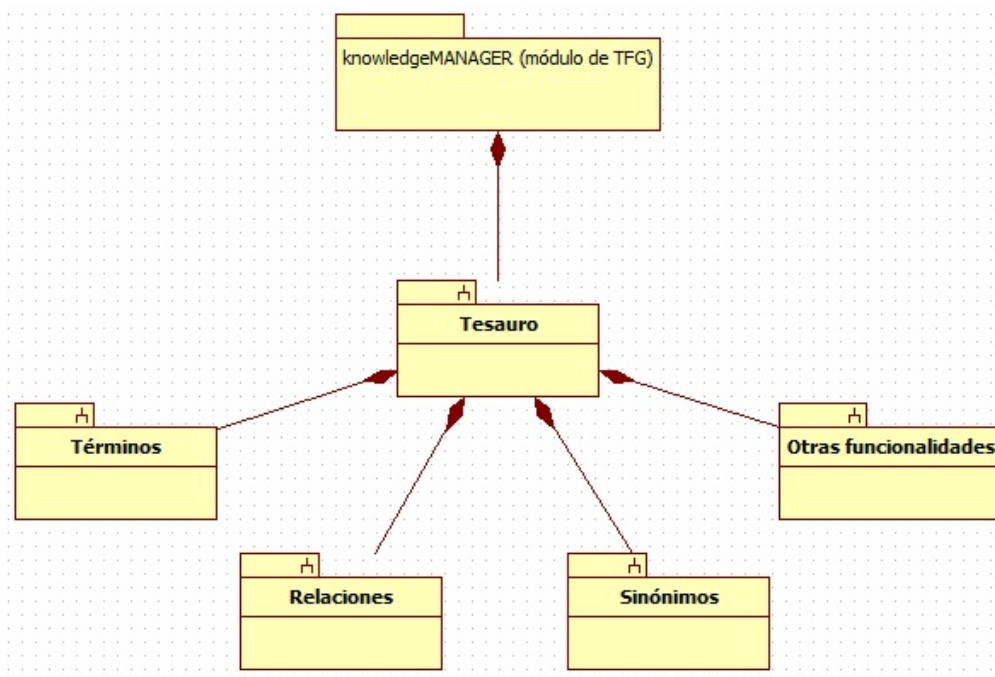 knowledgeMANAGER (módulo de TFG)
Tesauro
Términos
Otras funcionalidades
Relaciones
Sinónimos